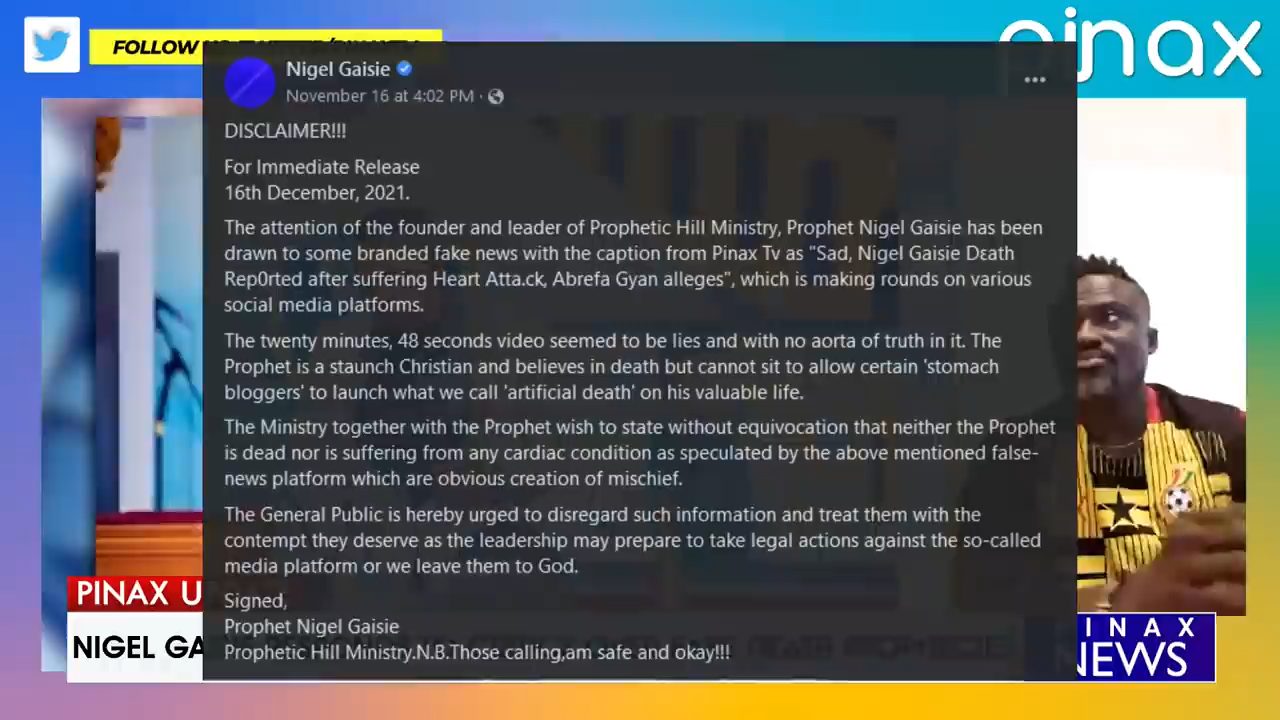 FOLLOW
pinax
Nigel Gaisie
November 16 at 4:02 PM ·
DISCLAIMER!!!
For Immediate Release
16th December, 2021.
The attention of the founder and leader of Prophetic Hill Ministry, Prophet Nigel Gaisie has been
drawn to some branded fake news with the caption from Pinax Tv as "Sad, Nigel Gaisie Dɛath
Rep0rted after suffering Heart Atta.ck, Abrefa Gyan alleges", which is making rounds on various
social media platforms.
The twenty minutes, 48 seconds video seemed to be lies and with no aorta of truth in it. The
Prophet is a staunch Christian and believes in death but cannot sit to allow certain 'stomach
bloggers' to launch what we call 'artificial death' on his valuable life.
The Ministry together with the Prophet wish to state without equivocation that neither the Prophet
is dead nor is suffering from any cardiac condition as speculated by the above mentioned false-
news platform which are obvious creation of mischief.
The General Public is hereby urged to disregard such information and treat them with the
contempt they deserve as the leadership may prepare to take legal actions against the so-called
media platform or we leave them to God.
Signed,
Prophet Nigel Gaisie
Prophetic Hill Ministry.N.B.Those calling,am safe and okay!!!
PINAX U
NIGEL GA
INAX
NEWS